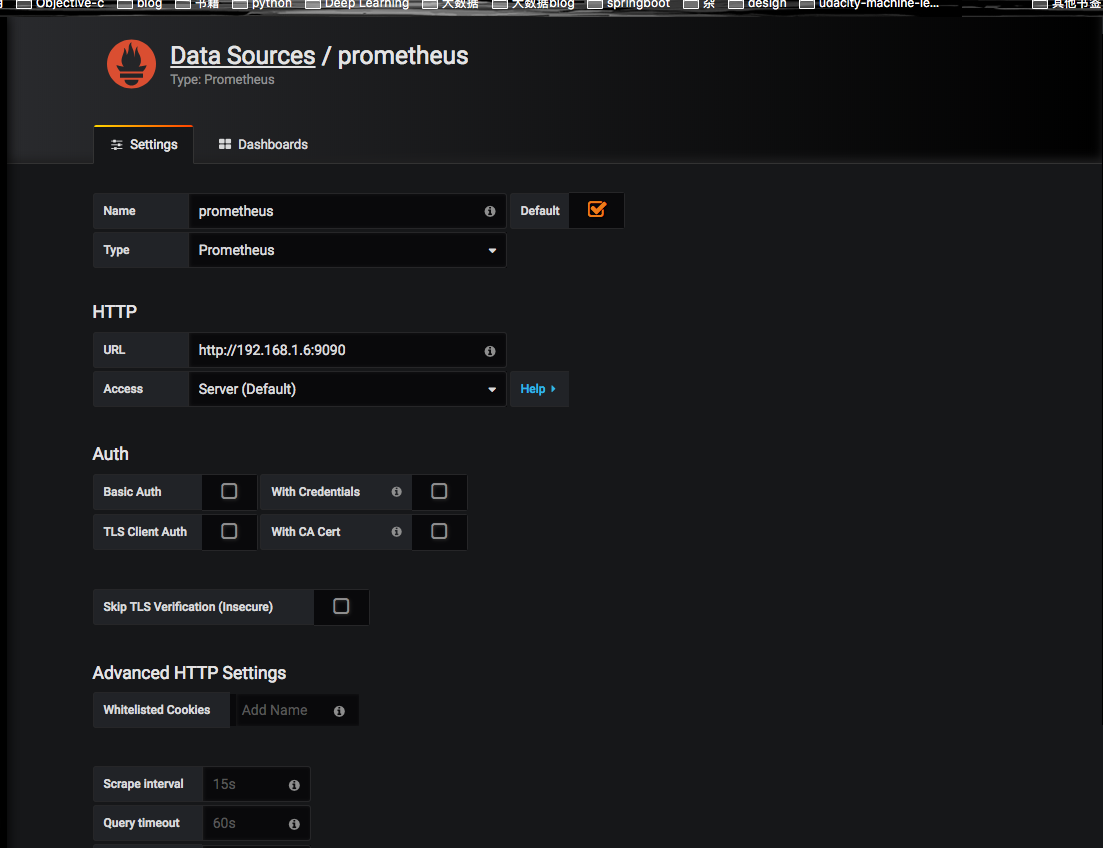 Objective-c blog 书籍 python Deep Learning 大数据 大数据blog springboot 杂 design udacity-machine-le... 其他书签
Data Sources / prometheus
Type: Prometheus
Settings Dashboards
Name prometheus Default
Type Prometheus
HTTP
URL http://192.168.1.6:9090
Access Server (Default) Help
Auth
Basic Auth With Credentials
TLS Client Auth With CA Cert
Skip TLS Verification (Insecure)
Advanced HTTP Settings
Whitelisted Cookies Add Name
Scrape interval 15s
Query timeout 60s